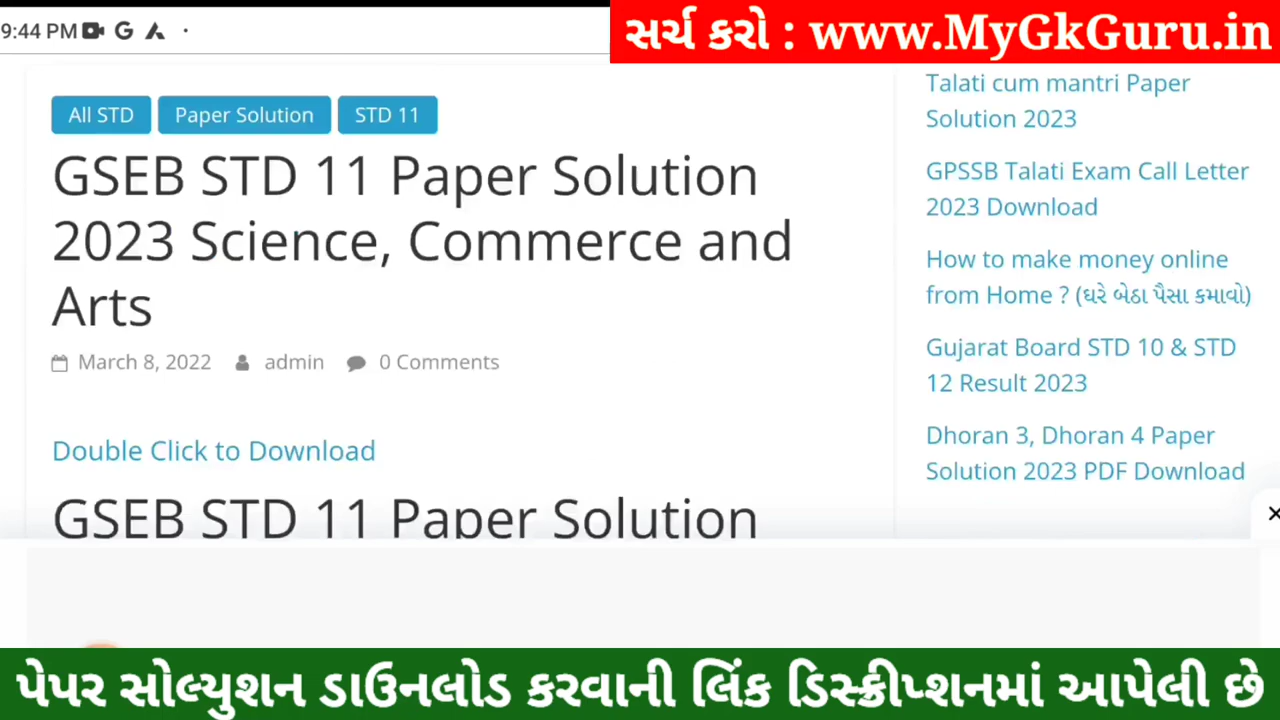 9:44 PM
સર્ચ કરો : www.MyGkGuru.in
All STD
Paper Solution
STD 11
GSEB STD 11 Paper Solution
2023 Science, Commerce and
Arts
March 8, 2022
admin
0 Comments
Double Click to Download
GSEB STD 11 Paper Solution
Talati cum mantri Paper
Solution 2023
GPSSB Talati Exam Call Letter
2023 Download
How to make money online
from Home ? (ઘરે બેઠા પૈસા કમાવો)
Gujarat Board STD 10 & STD
12 Result 2023
Dhoran 3, Dhoran 4 Paper
Solution 2023 PDF Download
પેપર સોલ્યુશન ડાઉનલોડ કરવાની લિંક ડિસ્ક્રીપ્શનમાં આપેલી છે